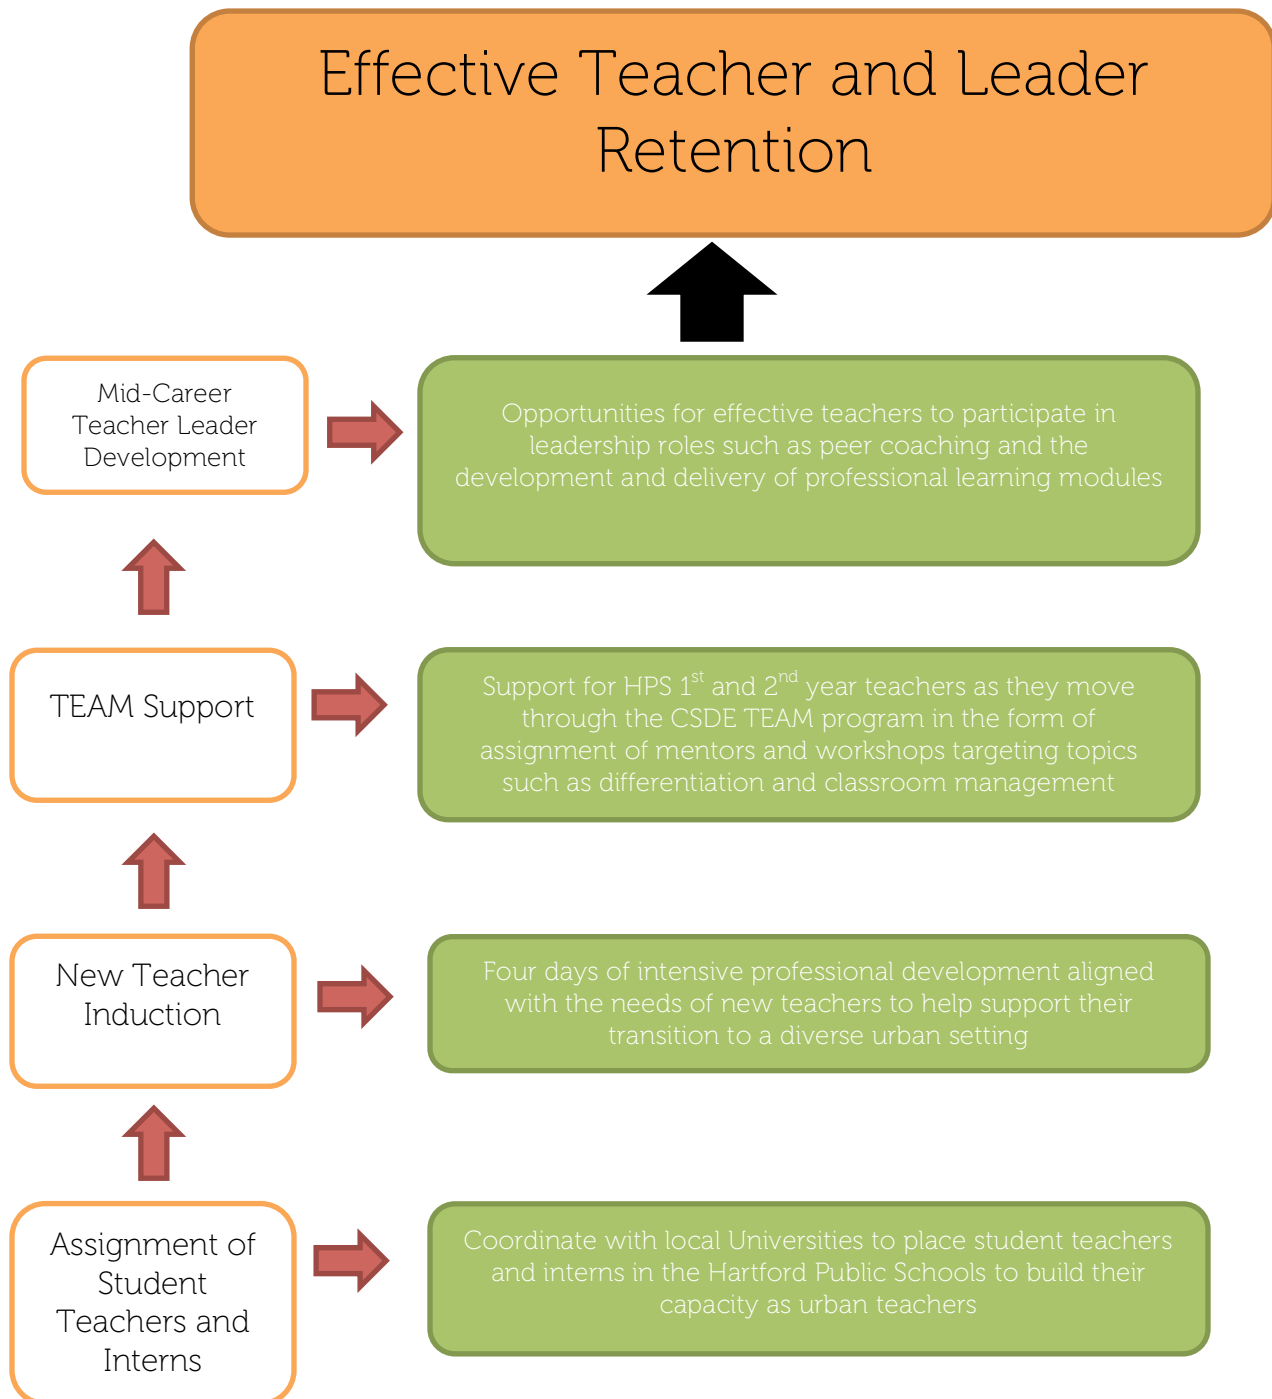 Effective Teacher and Leader
Retention
Mid-Career
Teacher Leader
Development
Opportunities for effective teachers to participate in
leadership roles such as peer coaching and the
development and delivery of professional learning modules
TEAM Support
Support for HPS 1st and 2nd year teachers as they move
through the CSDE TEAM program in the form of
assignment of mentors and workshops targeting topics
such as differentiation and classroom management
New Teacher
Induction
Four days of intensive professional development aligned
with the needs of new teachers to help support their
transition to a diverse urban setting
Assignment of
Student
Teachers and
Interns
Coordinate with local Universities to place student teachers
and interns in the Hartford Public Schools to build their
capacity as urban teachers